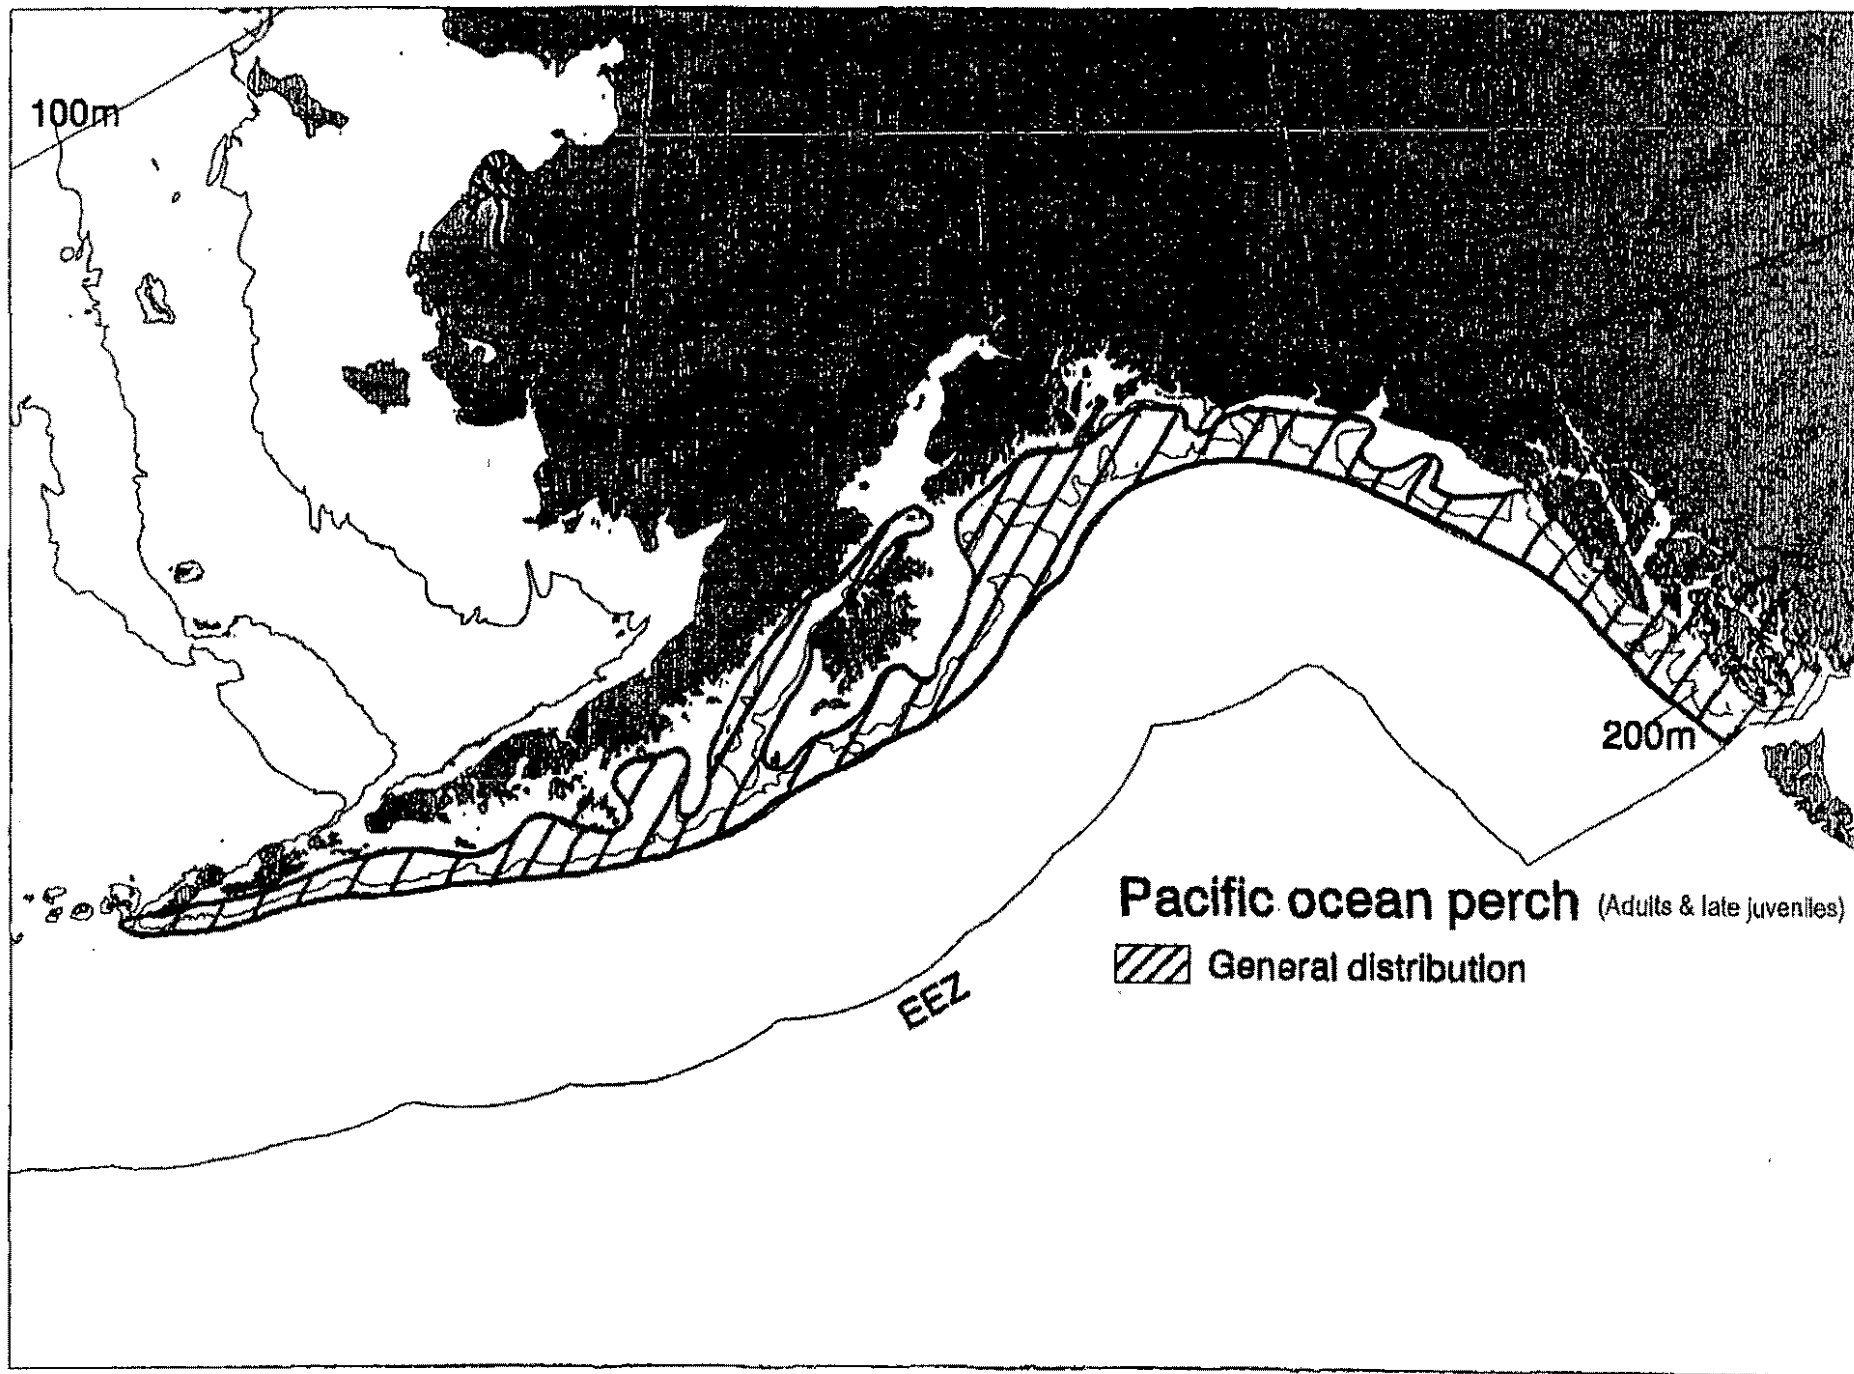 100m
200m
Pacific ocean perch (Adults & late juveniles)
General distribution
EEZ